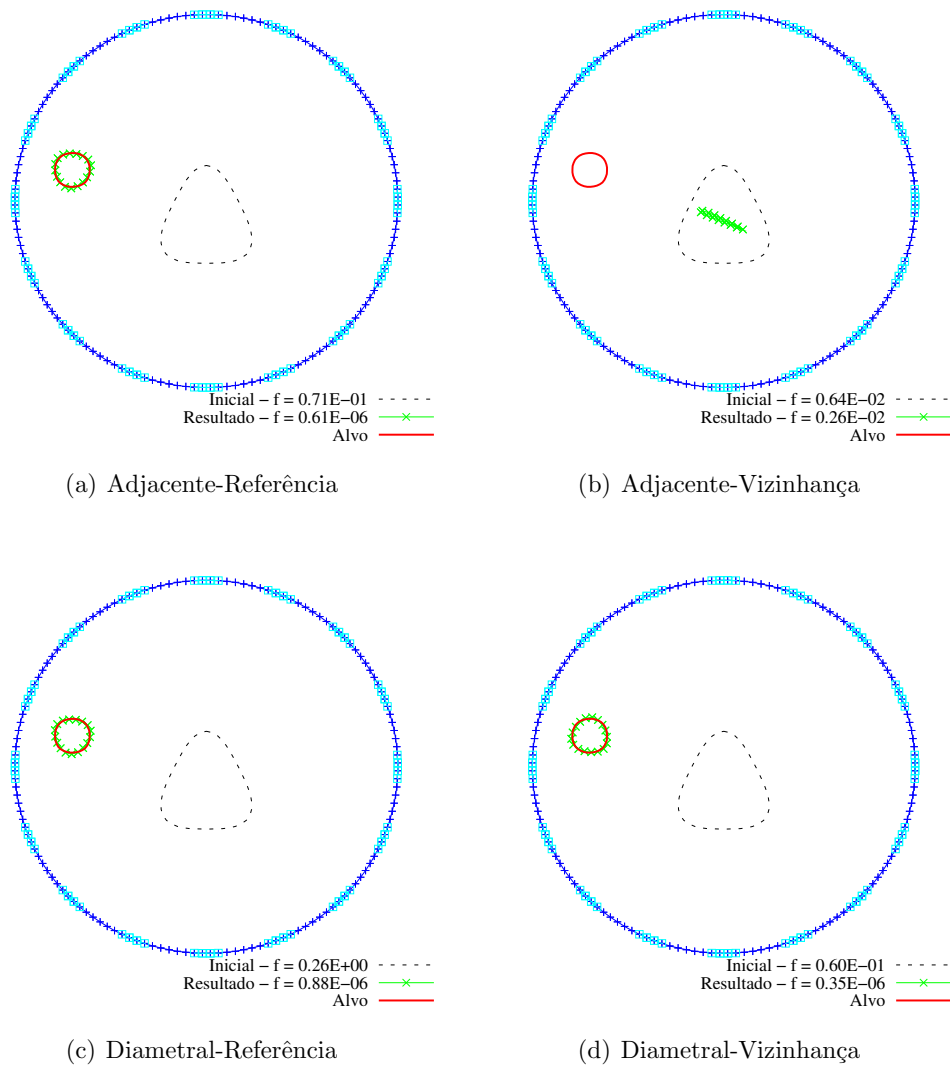 Inicial − f = 0.71E−01
Resultado − f = 0.61E−06
Alvo
(a) Adjacente-Referência
Inicial − f = 0.64E−02
Resultado − f = 0.26E−02
Alvo
(b) Adjacente-Vizinhança
Inicial − f = 0.26E+00
Resultado − f = 0.88E−06
Alvo
(c) Diametral-Referência
Inicial − f = 0.60E−01
Resultado − f = 0.35E−06
Alvo
(d) Diametral-Vizinhança